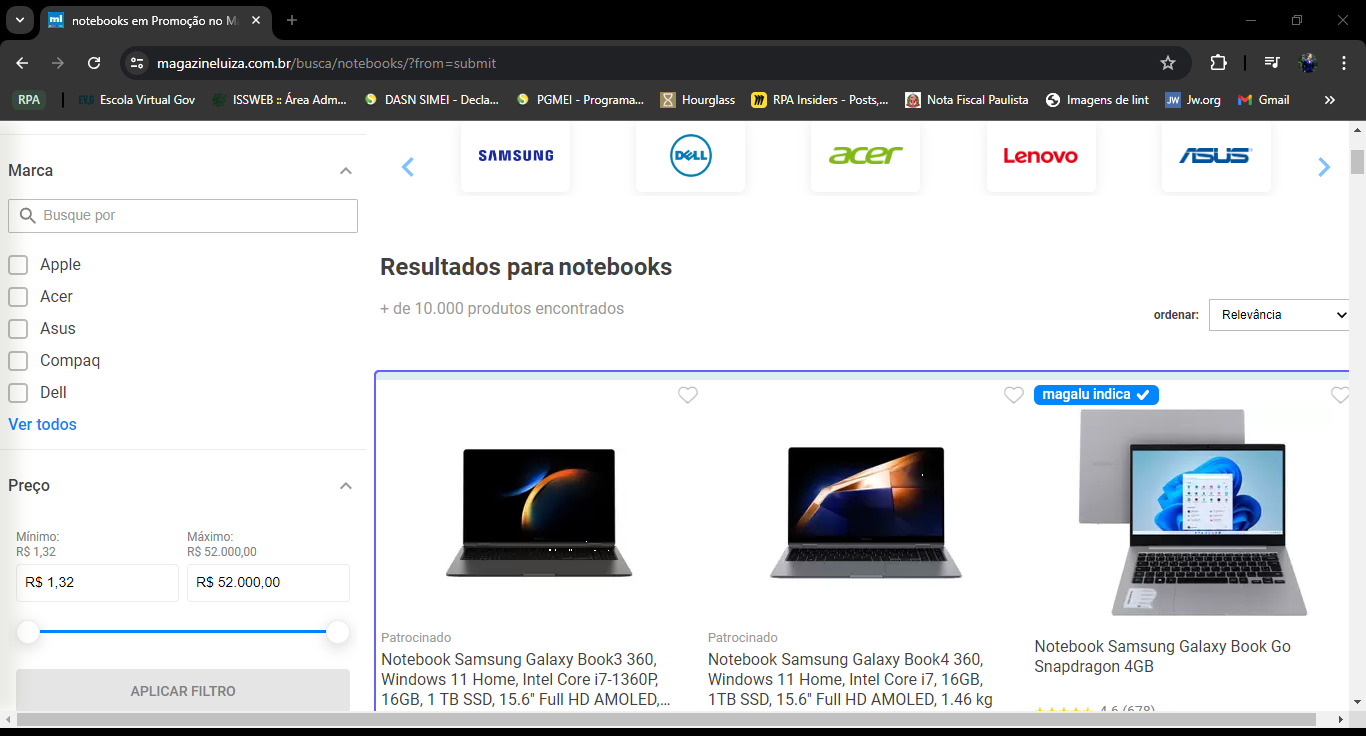 ml
notebooks em Promoção no M
magazineluiza.com.br/busca/notebooks/?from=submit
RPA
EV.G Escola Virtual Gov
ISSWEB :: Área Adm...
DASN SIMEI - Decla...
PGMEI - Programa...
Hourglass
RPA Insiders - Posts,...
Nota Fiscal Paulista
Imagens de lint
JW Jw.org
Gmail
Marca
Busque por
Apple
Acer
Asus
Compaq
Dell
Ver todos
Preço
Mínimo:
R$ 1,32
Máximo:
R$ 52.000,00
R$ 1,32
R$ 52.000,00
APLICAR FILTRO
SAMSUNG
DELL
acer
Lenovo
ASUS
Resultados para notebooks
+ de 10.000 produtos encontrados
ordenar:
Relevância
Patrocinado
Notebook Samsung Galaxy Book3 360,
Windows 11 Home, Intel Core i7-1360P,
16GB, 1 TB SSD, 15.6" Full HD AMOLED,...
Patrocinado
Notebook Samsung Galaxy Book4 360,
Windows 11 Home, Intel Core i7, 16GB,
1TB SSD, 15.6" Full HD AMOLED, 1.46 kg
magalu indica
Notebook Samsung Galaxy Book Go
Snapdragon 4GB
4.6 (678)